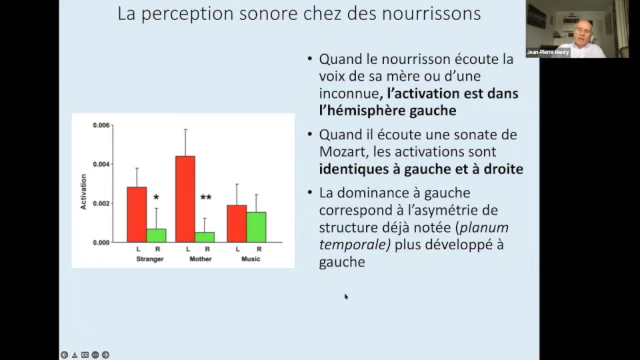 La perception sonore chez des nourrissons
Jean-Pierre Henry
• Quand le nourrisson écoute la
voix de sa mère ou d'une
inconnue, l'activation est dans
l'hémisphère gauche
• Quand il écoute une sonate de
Mozart, les activations sont
identiques à gauche et à droite
• La dominance à gauche
correspond à l'asymétrie de
structure déjà notée (planum
temporale) plus développé à
gauche
Activation
0.006
0.004
0.002
0.000
*
**
L R L R L R
Stranger Mother Music